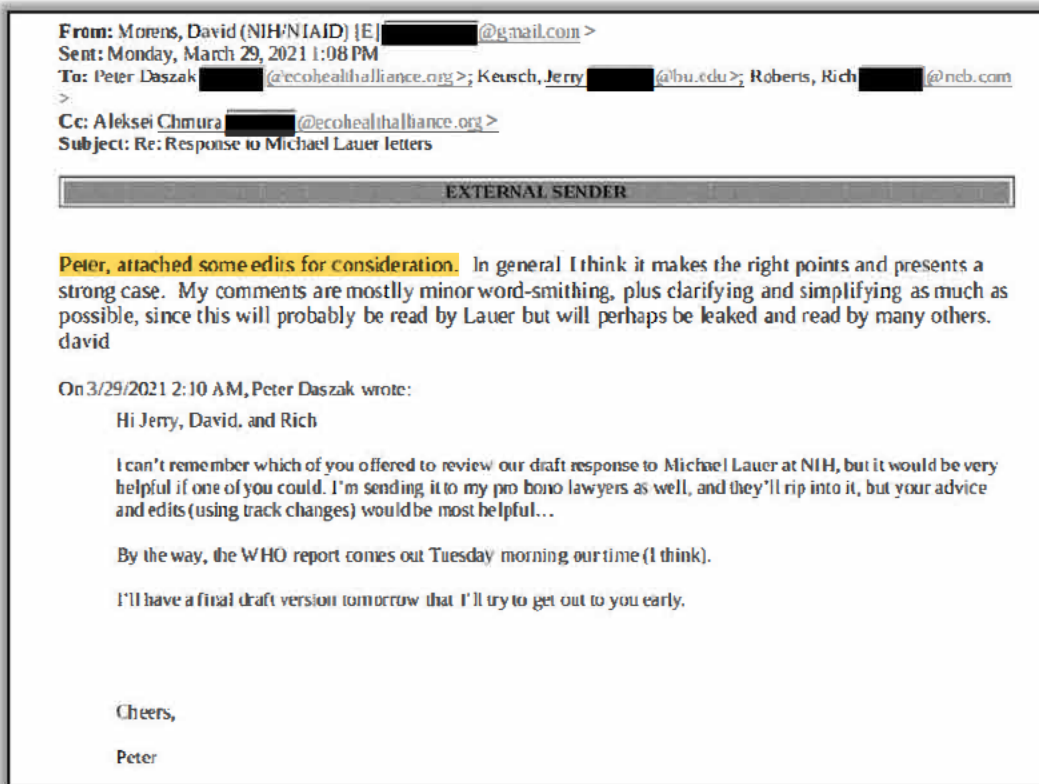 From: Morens, David (NIH/NIAID) [E] @gmail.com >
Sent: Monday, March 29, 2021 1:08 PM
To: Peter Daszak @ecohealthalliance.org>; Keusch, Jerry @bu.edu>; Roberts, Rich @neb.com
>
Cc: Aleksei Chmura @ecohealthalliance.org>
Subject: Re: Response to Michael Lauer letters
EXTERNAL SENDER
Peter, attached some edits for consideration. In general I think it makes the right points and presents a
strong case. My comments are mostlly minor word-smithing, plus clarifying and simplifying as much as
possible, since this will probably be read by Lauer but will perhaps be leaked and read by many others.
david
On 3/29/2021 2:10 AM, Peter Daszak wrote:
Hi Jerry, David, and Rich
I can't remember which of you offered to review our draft response to Michael Lauer at NIH, but it would be very
helpful if one of you could. I'm sending it to my pro bono lawyers as well, and they'll rip into it, but your advice
and edits (using track changes) would be most helpful…
By the way, the WHO report comes out Tuesday morning our time (I think).
I'll have a final draft version tomorrow that I'll try to get out to you early.
Cheers,
Peter